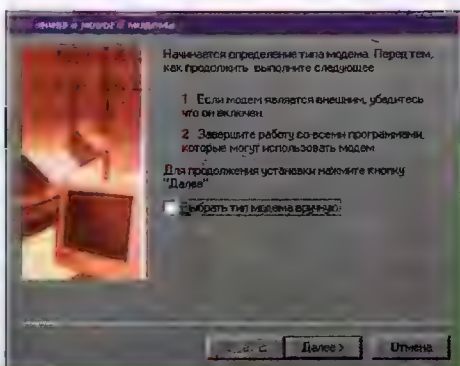 нового модема
Начинается определение типа модема. Перед тем,
как продолжить, выполните следующее
1 Если модем является внешним, убедитесь
что он включен
2 Завершите работу со всеми программами,
которые могут использовать модем
Для продолжения установки нажмите кнопку
"Далее"
Выбрать тип модема вручную
Далее >
Отмена